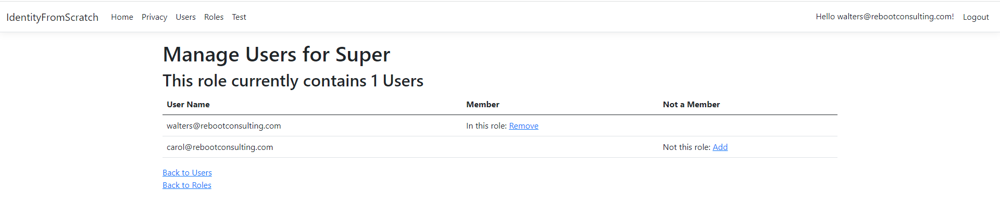 IdentityFromScratch Home Privacy Users Roles Test Hello walters@rebootconsulting.com! Logout
Manage Users for Super
This role currently contains 1 Users
User Name Member Not a Member
walters@rebootconsulting.com In this role: Remove
carol@rebootconsulting.com Not this role: Add
Back to Users
Back to Roles